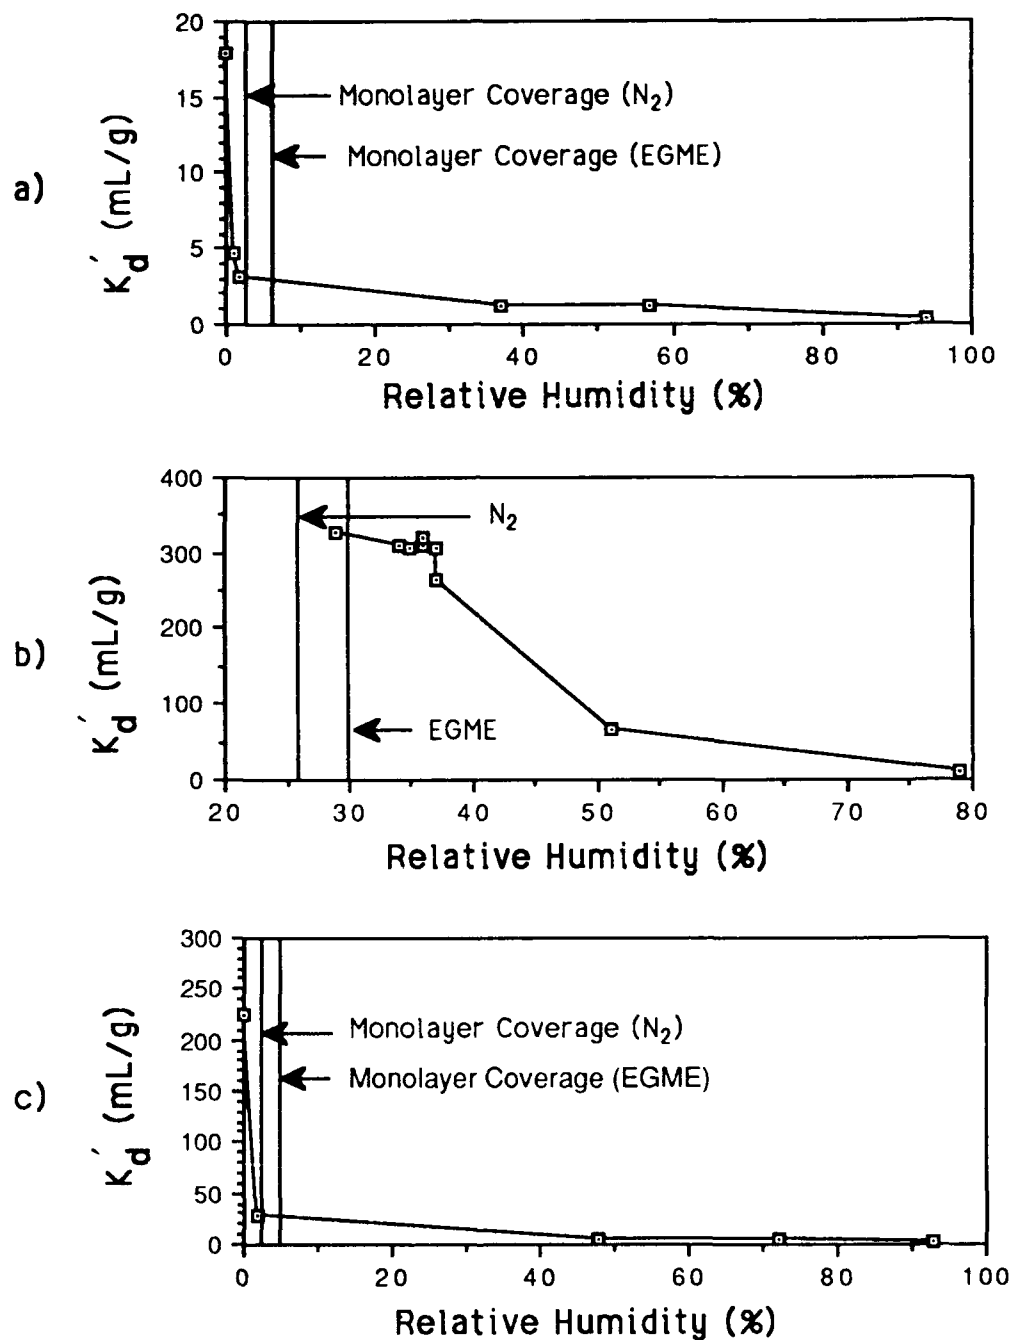 a)
K'd (mL/g)
20
15
10
5
0
Monolayer Coverage (N2)
Monolayer Coverage (EGME)
0 20 40 60 80 100
Relative Humidity (%)
b)
K'd (mL/g)
400
300
200
100
0
N2
EGME
20 30 40 50 60 70 80
Relative Humidity (%)
c)
K'd (mL/g)
300
250
200
150
100
50
0
Monolayer Coverage (N2)
Monolayer Coverage (EGME)
0 20 40 60 80 100
Relative Humidity (%)